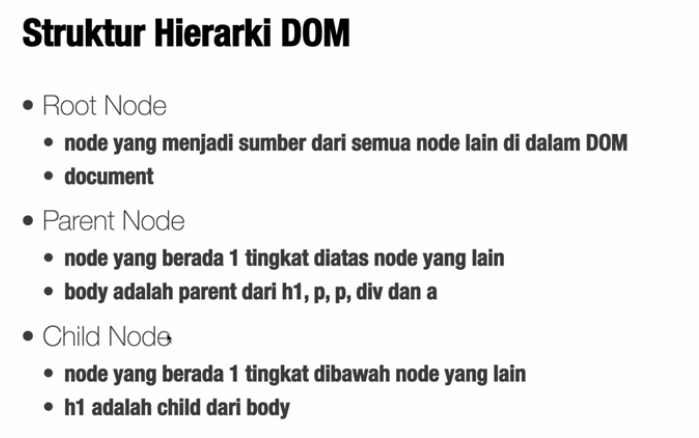 Struktur Hierarki DOM
• Root Node
• node yang menjadi sumber dari semua node lain di dalam DOM
• document
• Parent Node
• node yang berada 1 tingkat diatas node yang lain
• body adalah parent dari h1, p, p, div dan a
• Child Node
• node yang berada 1 tingkat dibawah node yang lain
• h1 adalah child dari body